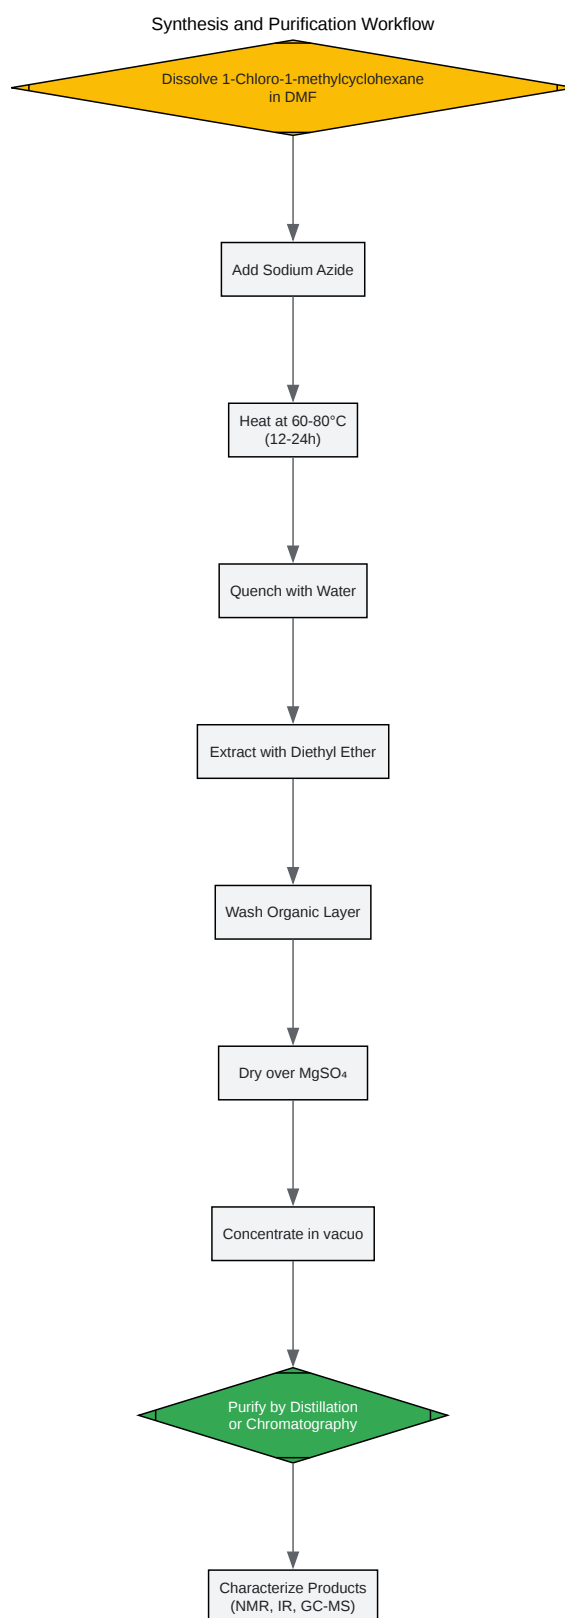 Synthesis and Purification Workflow
Dissolve 1-Chloro-1-methylcyclohexane
in DMF
Add Sodium Azide
Heat at 60-80°C
(12-24h)
Quench with Water
Extract with Diethyl Ether
Wash Organic Layer
Dry over MgSO₄
Concentrate in vacuo
Purify by Distillation
or Chromatography
Characterize Products
(NMR, IR, GC-MS)